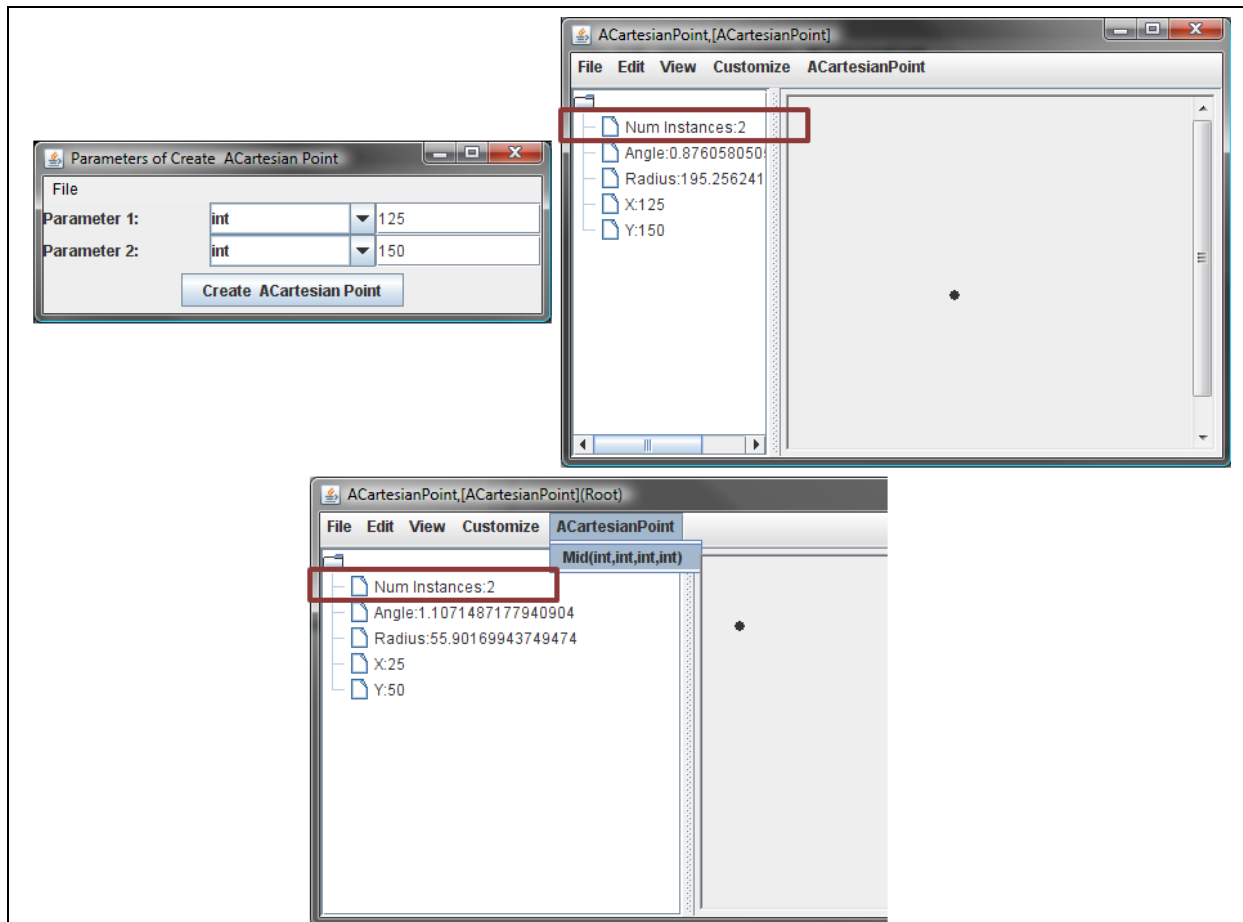 ACartesianPoint,[ACartesianPoint]
File Edit View Customize ACartesianPoint
Num Instances:2
Angle:0.876058050
Radius:195.256241
X:125
Y:150
Parameters of Create ACartesian Point
File
Parameter 1: int 125
Parameter 2: int 150
Create ACartesian Point
ACartesianPoint,[ACartesianPoint](Root)
File Edit View Customize ACartesianPoint
Mid(int,int,int,int)
Num Instances:2
Angle:1.1071487177940904
Radius:55.90169943749474
X:25
Y:50